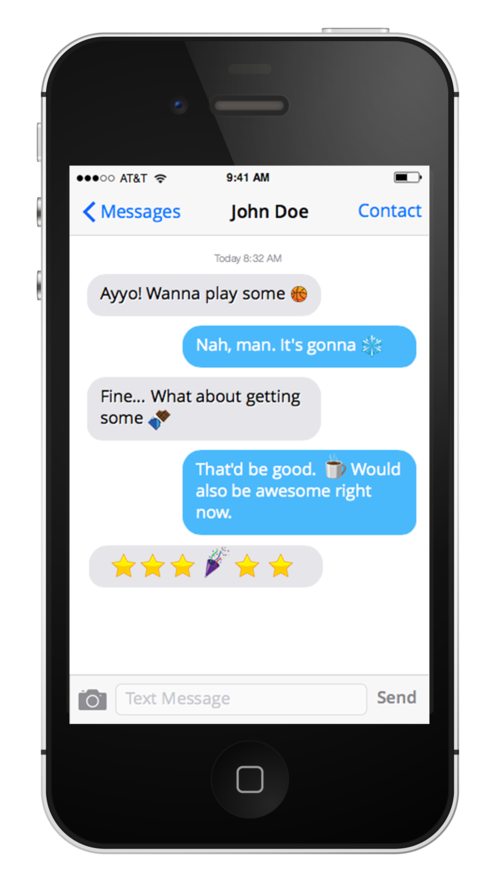 AT&T 9:41 AM
Messages John Doe Contact
Today 8:32 AM
Ayyo! Wanna play some 🏀
Nah, man. It's gonna ❄️
Fine... What about getting
some 🍫
That'd be good. ☕ Would
also be awesome right
now.
⭐⭐⭐🎉⭐⭐
Text Message Send